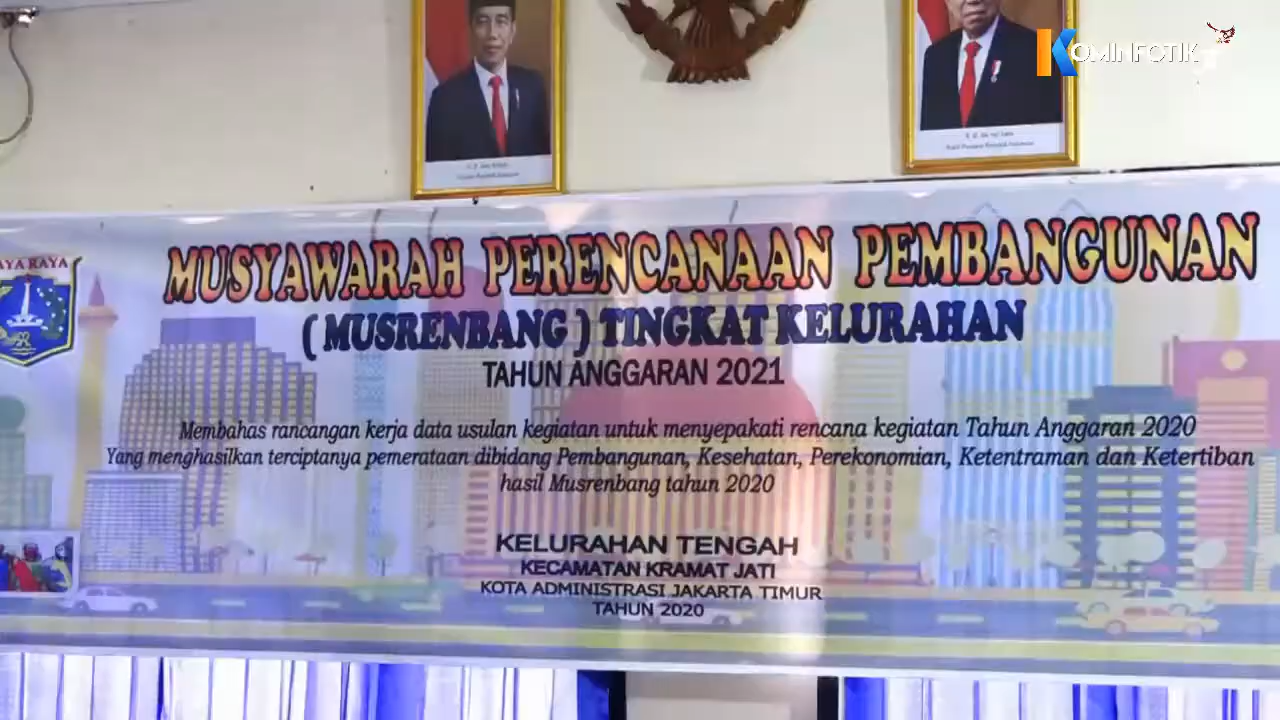 KOMINFOTIK
JAYA RAYA
MUSYAWARAH PERENCANAAN PEMBANGUNAN
( MUSRENBANG ) TINGKAT KELURAHAN
TAHUN ANGGARAN 2021
Membahas rancangan kerja data usulan kegiatan untuk menyepakati rencana kegiatan Tahun Anggaran 2020
Yang menghasilkan terciptanya pemerataan dibidang Pembangunan, Kesehatan, Perekonomian, Ketentraman dan Ketertiban
hasil Musrenbang tahun 2020
KELURAHAN TENGAH
KECAMATAN KRAMAT JATI
KOTA ADMINISTRASI JAKARTA TIMUR
TAHUN 2020